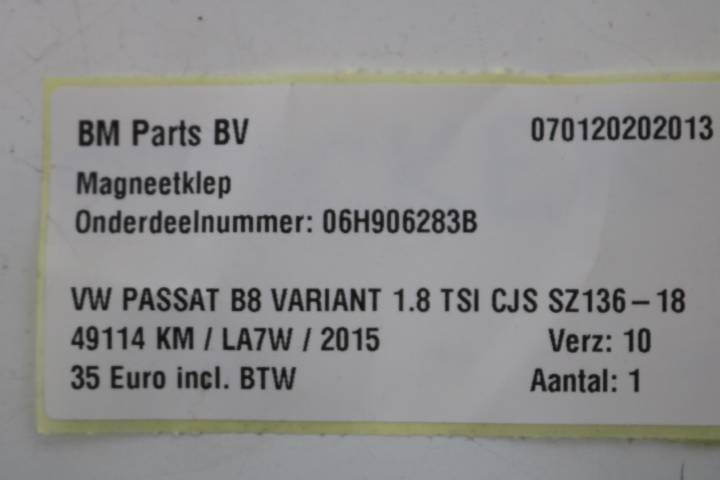 BM Parts BV 070120202013
Magneetklep
Onderdeelnummer: 06H906283B
VW PASSAT B8 VARIANT 1.8 TSI CJS SZ136-18
49114 KM / LA7W / 2015 Verz: 10
35 Euro incl. BTW Aantal: 1